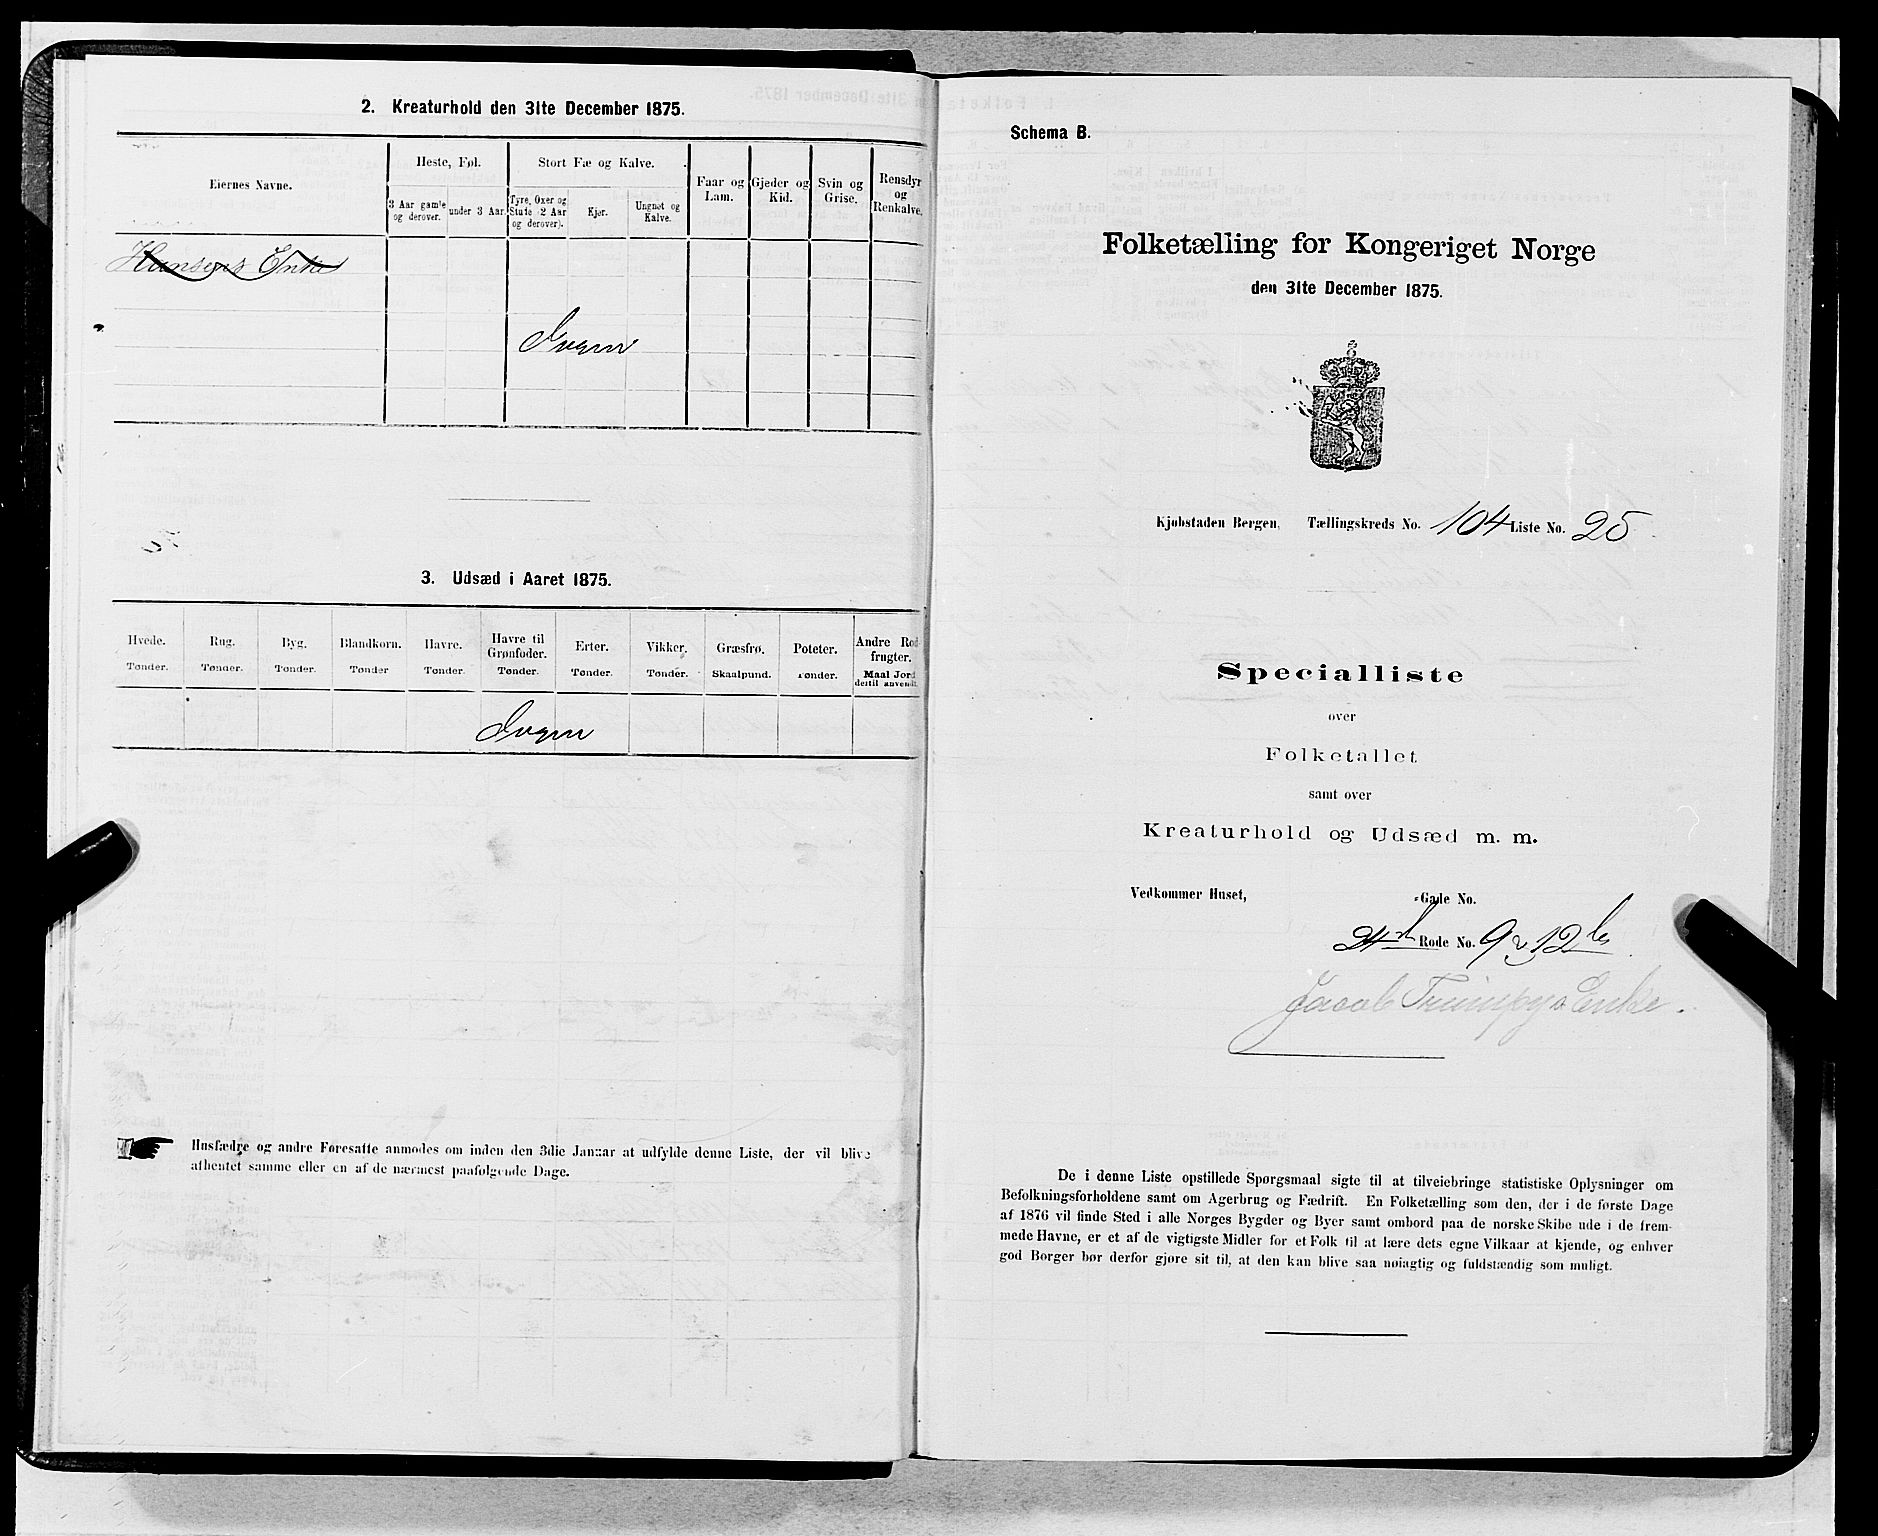 2. Kreaturhold den 31te December 1875.
Eiernes Navne.
Heste, Føl.
Stort Fæ og Kalve.
Faar og Lam.
Gjeder og Kid.
Svin og Grise.
Rensdyr og Renkalve.
3 Aar gamle og derover.
under 3 Aar.
Tyre, Oxer og Stute (2 Aar og derover).
Kjør.
Ungnøt og Kalve.
Hansens Enke
Ingen
3. Udsæd i Aaret 1875.
Hvede. Rug. Byg. Blandkorn. Havre. Havre til Grønfoder. Erter. Vikker. Græsfrø. Poteter. Andre Rodfrugter.
Tønder. Tønder. Tønder. Tønder Tønder. Tønder. Tønder. Tønder. Skaalpund. Tønder. Maal Jord dertil anvendt.
Ingen
Husfædre og andre Foresatte anmodes om inden den 3die Januar at udfylde denne Liste, der vil blive
afhentet samme eller en af de nærmest paafølgende Dage.
Schema B.
Folketælling for Kongeriget Norge
den 31te December 1875.
Kjøbstaden Bergen, Tællingskreds No. 104 Liste No. 25
Specialliste
over
Folketallet
samt over
Kreaturhold og Udsæd m. m.
Vedkommer Huset, -Gade No.
Rode No. 9
Jacob Trumpys Enke.
De i denne Liste opstillede Spørgsmaal sigte til at tilveiebringe statistiske Oplysninger om
Befolkningsforholdene samt om Agerbrug og Fædrift. En Folketælling som den, der i de første Dage
af 1876 vil finde Sted i alle Norges Bygder og Byer samt ombord paa de norske Skibe ude i de frem-
mede Havne, er et af de vigtigste Midler for et Folk til at lære dets egne Vilkaar at kjende, og enhver
god Borger bør derfor gjøre sit til, at den kan blive saa nøiagtig og fuldstændig som muligt.